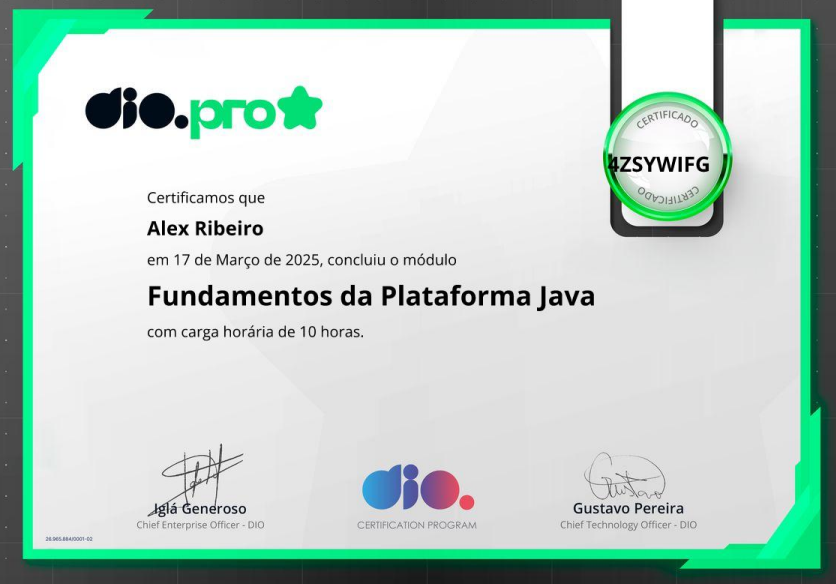 dio.pro
CERTIFICADO
4ZSYWIFG
CERTIFICADO
Certificamos que
Alex Ribeiro
em 17 de Março de 2025, concluiu o módulo
Fundamentos da Plataforma Java
com carga horária de 10 horas.
Iglá Generoso
Chief Enterprise Officer - DIO
dio.
CERTIFICATION PROGRAM
Gustavo Pereira
Chief Technology Officer - DIO